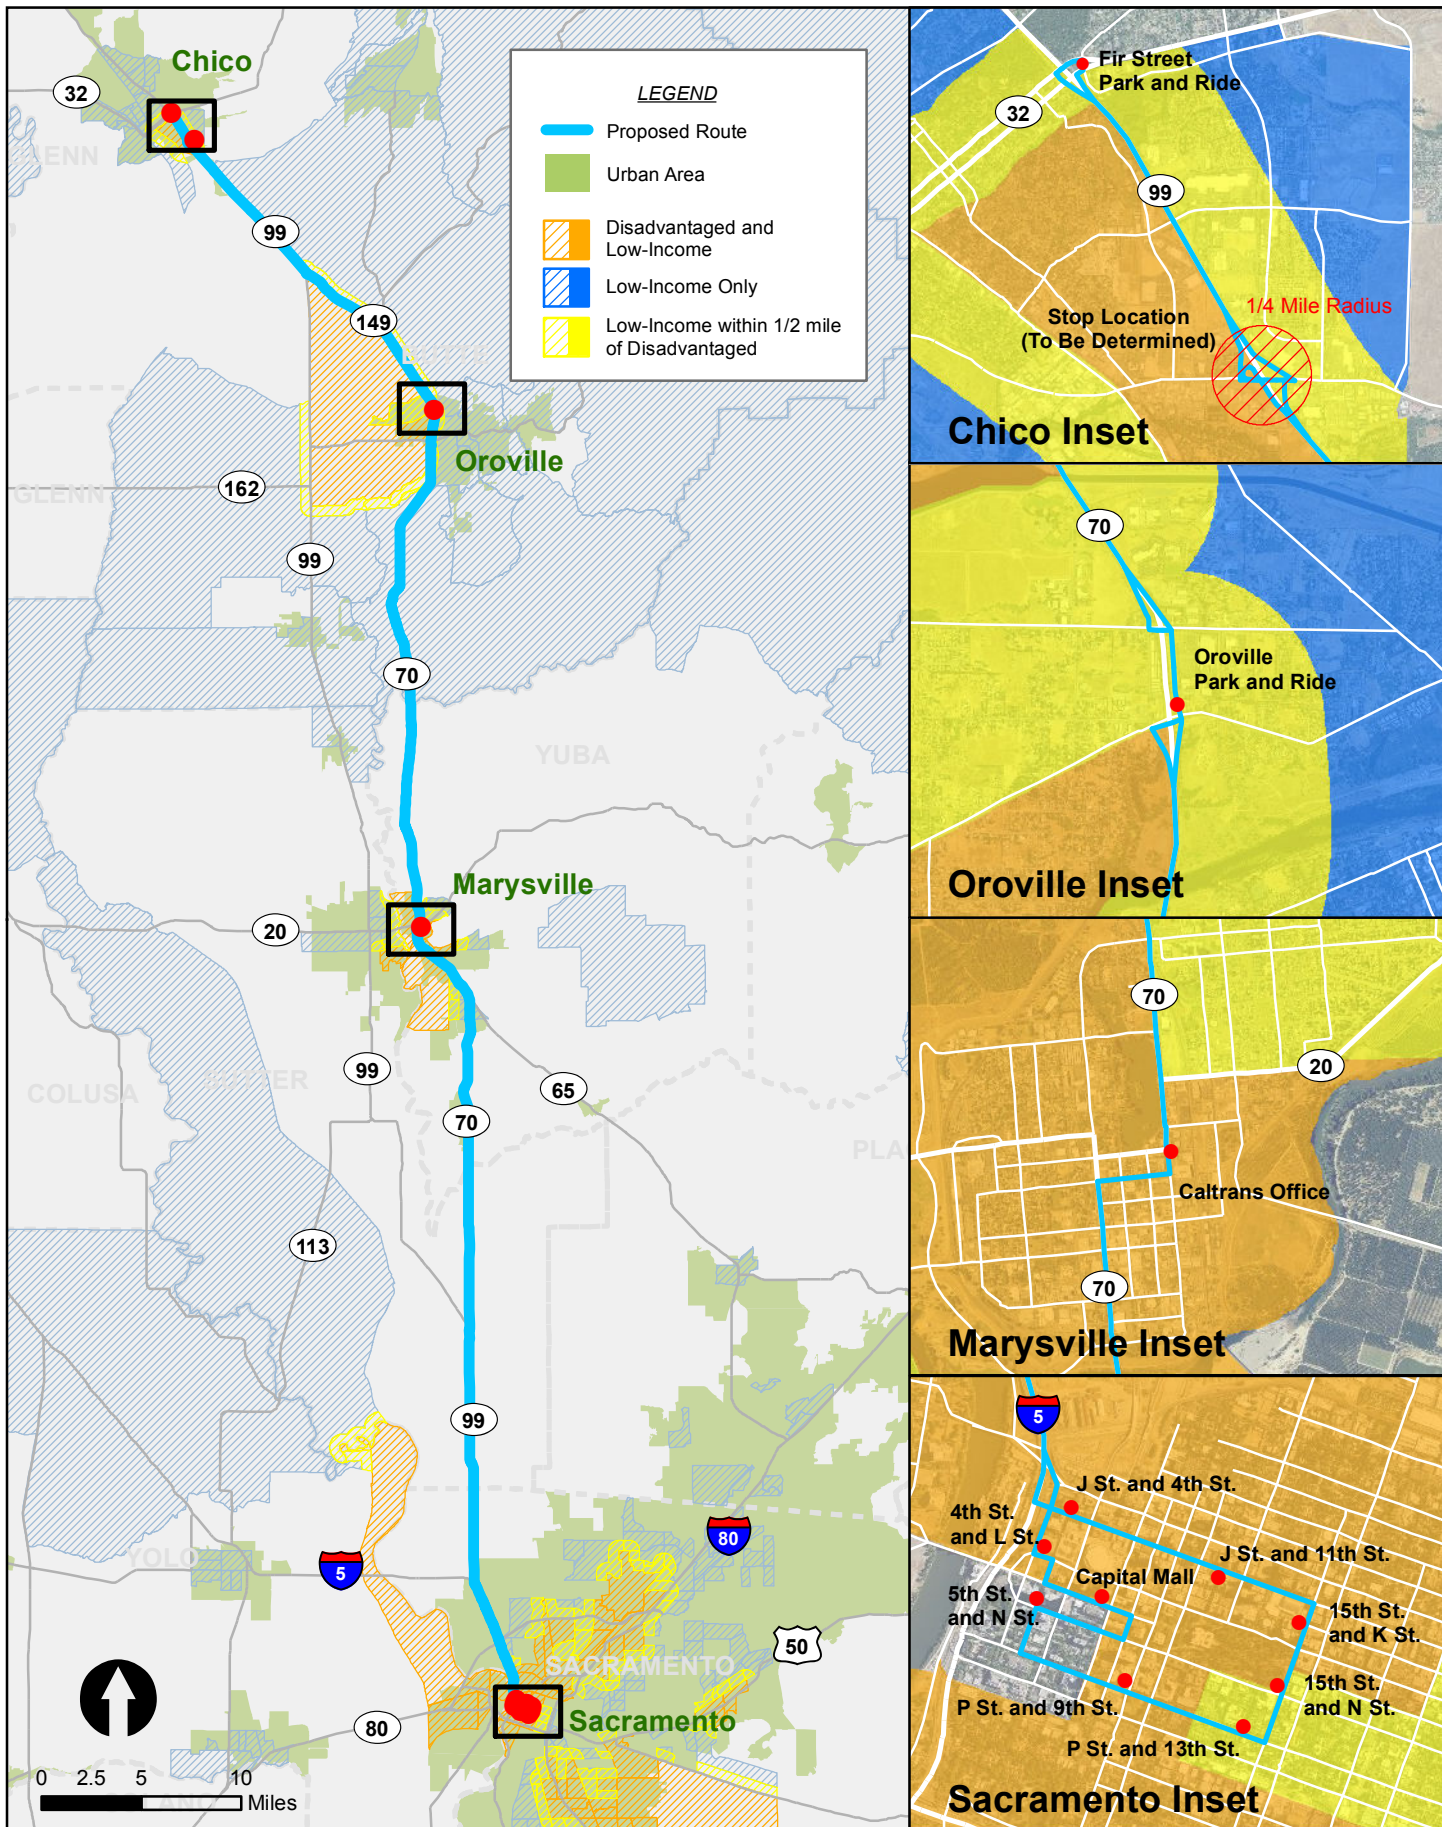 Chico
32
GLENN
99
149
Oroville
162
GLENN
99
70
YUBA
Marysville
20
COLUSA
SUTTER
99
65
70
PLA
113
99
YOLO
5
80
50
SACRAMENTO
80
Sacramento
0 2.5 5 10
Miles
LEGEND
Proposed Route
Urban Area
Disadvantaged and
Low-Income
Low-Income Only
Low-Income within 1/2 mile
of Disadvantaged
Fir Street
Park and Ride
32
99
1/4 Mile Radius
Stop Location
(To Be Determined)
Chico Inset
70
Oroville
Park and Ride
Oroville Inset
70
20
Caltrans Office
70
Marysville Inset
5
J St. and 4th St.
4th St.
and L St.
J St. and 11th St.
Capital Mall
5th St.
and N St.
15th St.
and K St.
15th St.
and N St.
P St. and 9th St.
P St. and 13th St.
Sacramento Inset